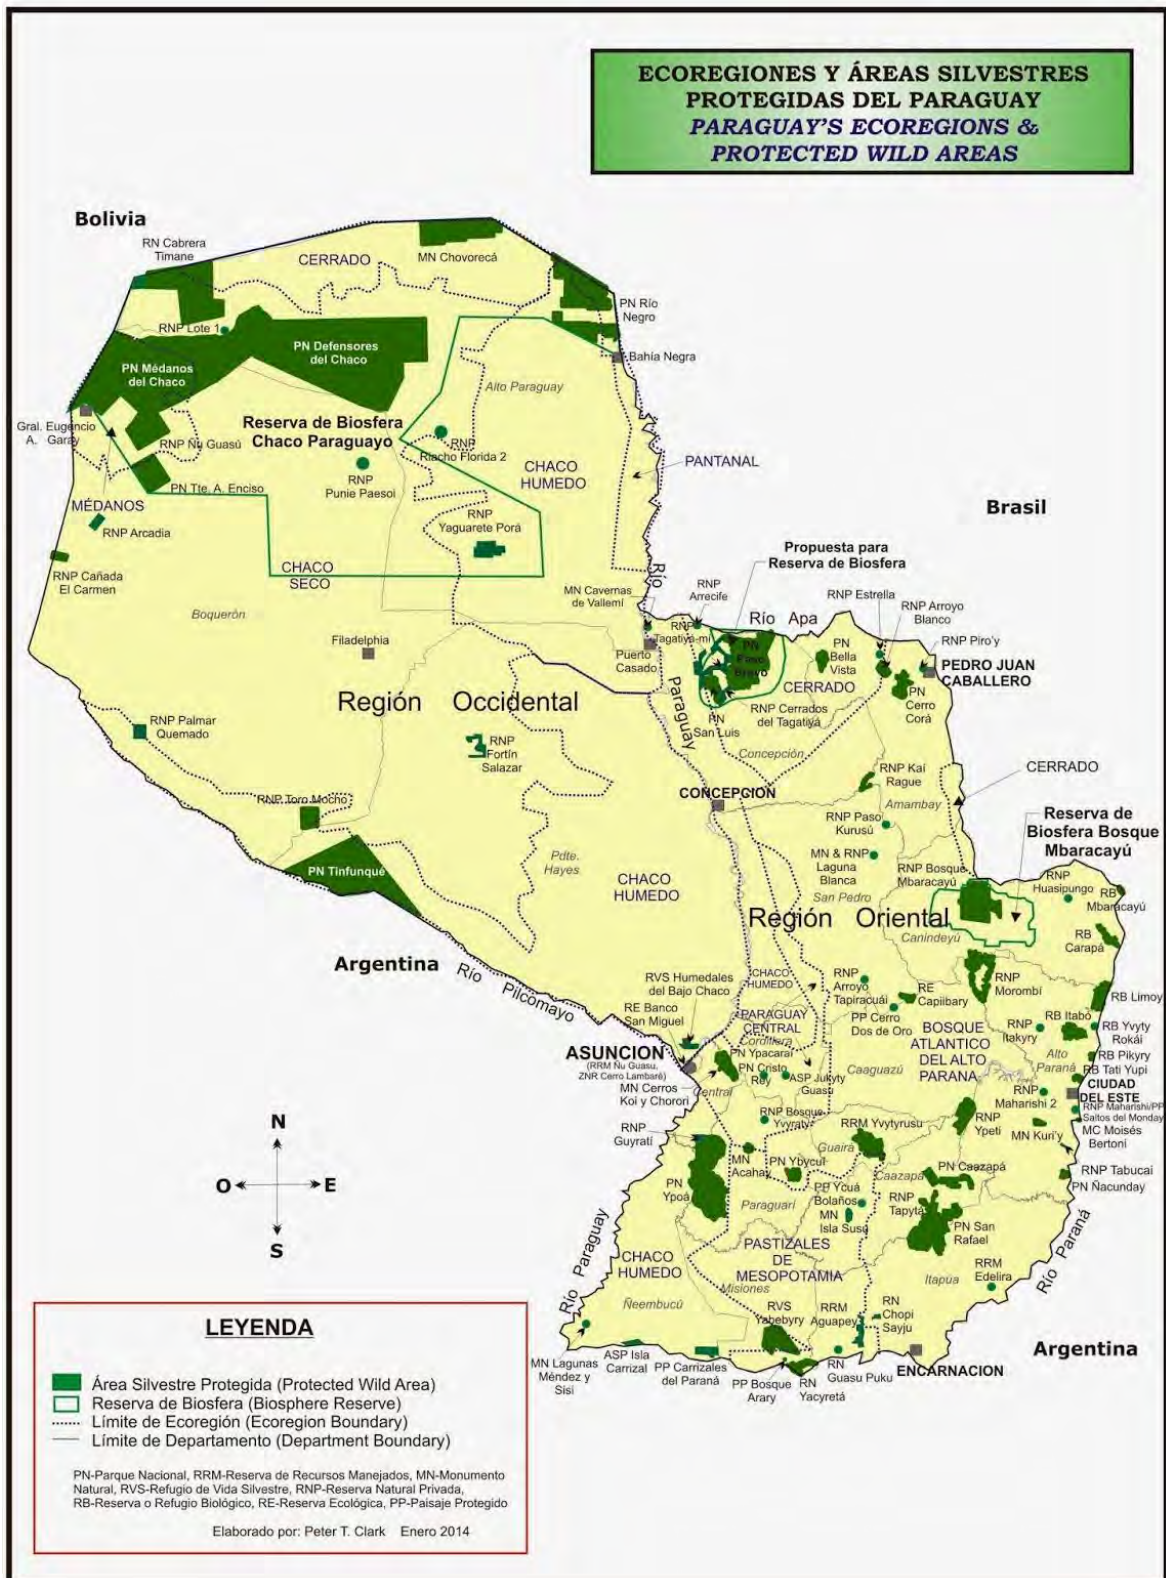 ECOREGIONES Y ÁREAS SILVESTRES
PROTEGIDAS DEL PARAGUAY
PARAGUAY'S ECOREGIONS &
PROTECTED WILD AREAS
Bolivia
RN Cabrera
Timane
CERRADO
MN Chovorecá
PN Río
Negro
RNP Lote 1
PN Defensores
del Chaco
Bahía Negra
PN Médanos
del Chaco
Alto Paraguay
Gral. Eugencio
A. Garay
Reserva de Biosfera
Chaco Paraguayo
RNP Ñu Guasú
RNP
Riacho Florida 2
CHACO
HUMEDO
PANTANAL
RNP
Punie Paesoi
PN Tte. A. Enciso
MÉDANOS
RNP Arcadia
RNP
Yaguarete Porá
Brasil
RNP Cañada
El Carmen
CHACO
SECO
Propuesta para
Reserva de Biosfera
Boquerón
Río
MN Cavernas
de Vallemí
RNP
Arrecife
Río Apa
RNP Estrella
RNP Arroyo
Blanco
RNP
Tagatiya-mi
PN
Paso
Bravo
PN
Bella
Vista
RNP Piro'y
Filadelphia
Puerto
Casado
PEDRO JUAN
CABALLERO
CERRADO
Paraguay
PN
San Luis
RNP Cerrados
del Tagatiyá
PN
Cerro
Corá
Región Occidental
RNP Palmar
Quemado
RNP
Fortín
Salazar
Concepción
RNP Kaí
Rague
CERRADO
CONCEPCION
Amambay
RNP Toro Mocho
RNP Paso
Kurusú
Reserva de
Biosfera Bosque
Mbaracayú
Pdte.
Hayes
MN & RNP
Laguna
Blanca
RNP Bosque
Mbaracayú
RNP
Huasipungo
PN Tinfunqué
CHACO
HUMEDO
San Pedro
RB
Mbaracayú
Región Oriental
Canindeyú
RB
Carapá
Argentina
Río Pilcomayo
RVS Humedales
del Bajo Chaco
CHACO
HUMEDO
RNP
Arroyo
Tapiracuái
RE
Capiibary
RNP
Morombí
RB Limoy
RE Banco
San Miguel
PARAGUAY
CENTRAL
PP Cerro
Dos de Oro
BOSQUE
ATLANTICO
DEL ALTO
PARANA
RNP
Itakyry
RB Itabó
RB Yvyty
Rokái
ASUNCION
(RRM Ñu Guasu,
ZNR Cerro Lambaré)
Cordillera
PN Ypacaraí
Caaguazú
Alto
Paraná
RB Pikyry
RB Tati Yupi
MN Cerros
Koi y Chorori
Central
PN Cristo
Rey
ASP Jukyty
Guasu
RNP
Maharishi 2
CIUDAD
DEL ESTE
RNP Maharishi/PP
Saltos del Monday
RNP Bosque
Yvyraty
RRM Yvytyrusu
RNP
Ypeti
MN Kuri'y
MC Moisés
Bertoni
RNP
Guyratí
Guairá
MN
Acahay
PN Ybycuí
PN Caazapá
Caazapá
RNP Tabucai
PN Ñacunday
PN
Ypoá
PP Ycuá
Bolaños
RNP
Tapytá
Paraguarí
MN
Isla Susú
PN San
Rafael
Río Paraguay
CHACO
HUMEDO
PASTIZALES
DE
MESOPOTAMIA
Río Paraná
RRM
Edelira
Itapúa
Misiones
Ñeembucú
RVS
Yabebyry
RRM
Aguapey
RN
Chopi
Sayju
Argentina
MN Lagunas
Méndez y
Sisi
ASP Isla
Carrizal
PP Carrizales
del Paraná
PP Bosque
Arary
RN
Yacyretá
RN
Guasu Puku
ENCARNACION
N
O
E
S
LEYENDA
Área Silvestre Protegida (Protected Wild Area)
Reserva de Biosfera (Biosphere Reserve)
Límite de Ecoregión (Ecoregion Boundary)
Límite de Departamento (Department Boundary)
PN-Parque Nacional, RRM-Reserva de Recursos Manejados, MN-Monumento
Natural, RVS-Refugio de Vida Silvestre, RNP-Reserva Natural Privada,
RB-Reserva o Refugio Biológico, RE-Reserva Ecológica, PP-Paisaje Protegido
Elaborado por: Peter T. Clark Enero 2014